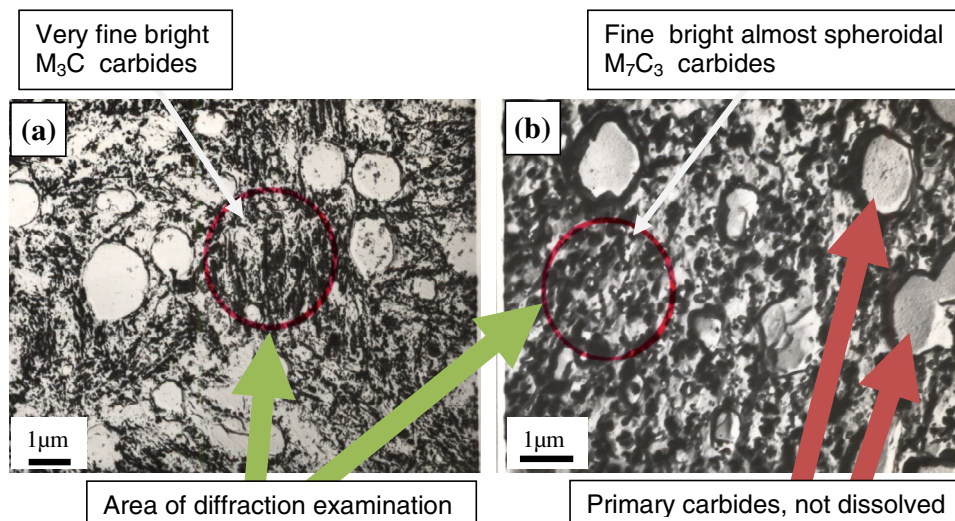 Very fine bright
M₃C carbides
Fine bright almost spheroidal
M₇C₃ carbides
(a)
(b)
1μm
1μm
Area of diffraction examination
Primary carbides, not dissolved